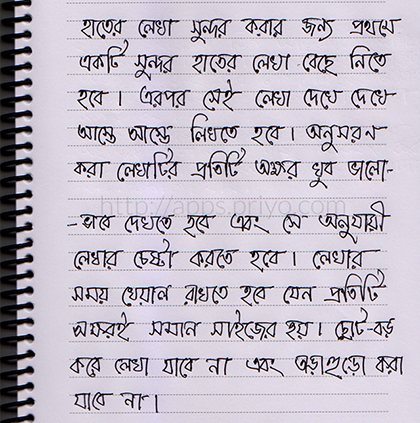 হাতের লেখা সুন্দর করার জন্য প্রথমে
একটি সুন্দর হাতের লেখা বেছে নিতে
হবে। এরপর সেই লেখা দেখে দেখে
আস্তে আস্তে লিখতে হবে। অনুসরন
করা লেখাটির প্রতিটি অক্ষর খুব ভালো-
http://apps.priyo.com
-ভাবে দেখতে হবে এবং সে অনুযায়ী
লেখার চেষ্টা করতে হবে। লেখার
সময় খেয়াল রাখতে হবে যেন প্রতিটি
অক্ষরই সমান সাইজের হয়। ছোট-বড়
করে লেখা যাবে না এবং তাড়াহুড়ো করা
যাবে না।